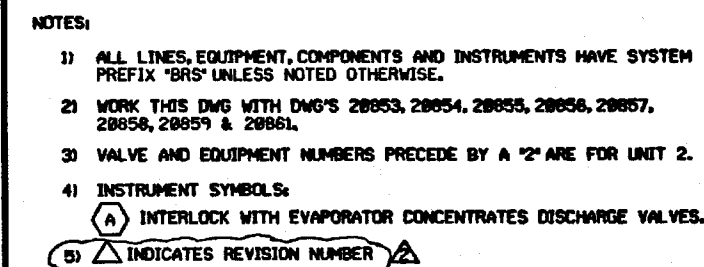 NOTES:
1) ALL LINES, EQUIPMENT, COMPONENTS AND INSTRUMENTS HAVE SYSTEM
PREFIX "BRS" UNLESS NOTED OTHERWISE.
2) WORK THIS DWG WITH DWG'S 20853, 20854, 20855, 20856, 20857,
20858, 20859 & 20861.
3) VALVE AND EQUIPMENT NUMBERS PRECEDE BY A "2" ARE FOR UNIT 2.
4) INSTRUMENT SYMBOLS:
A INTERLOCK WITH EVAPORATOR CONCENTRATES DISCHARGE VALVES.
5) △ INDICATES REVISION NUMBER 2